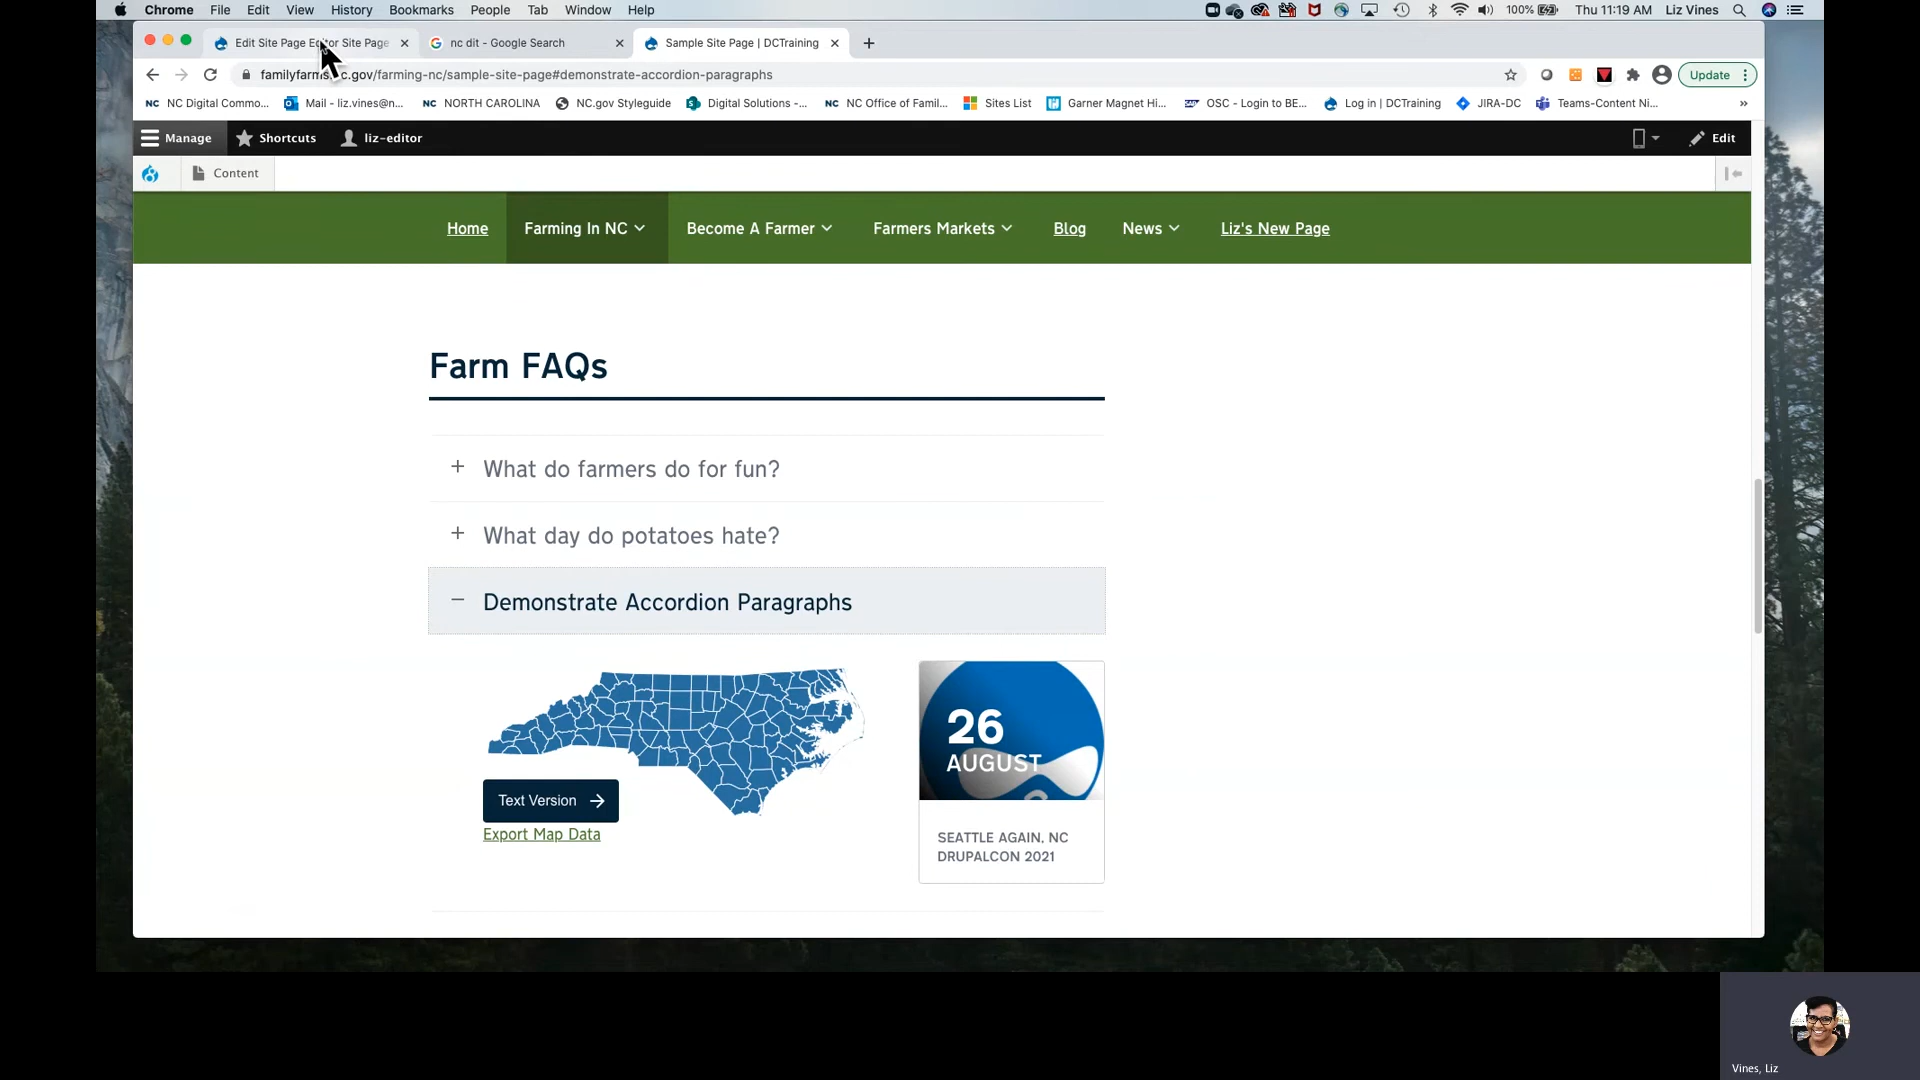 Chrome File Edit View History Bookmarks People Tab Window Help 100% Thu 11:19 AM Liz Vines
Edit Site Page Editor Site Page nc dit - Google Search Sample Site Page | DCTraining
/farming-nc/sample-site-page#demonstrate-accordion-paragraphs Update
NC Digital Commo... Mail - liz.vines@n... NORTH CAROLINA NC.gov Styleguide Digital Solutions -... NC Office of Famil... Sites List Garner Magnet Hi... OSC - Login to BE... Log in | DCTraining JIRA-DC Teams-Content Ni... »
Manage Shortcuts liz-editor Edit
Content
Home Farming In NC Become A Farmer Farmers Markets Blog News Liz's New Page
Farm FAQs
+ What do farmers do for fun?
+ What day do potatoes hate?
− Demonstrate Accordion Paragraphs
26
AUGUST
Text Version
Export Map Data
SEATTLE AGAIN, NC
DRUPALCON 2021
Vines, Liz